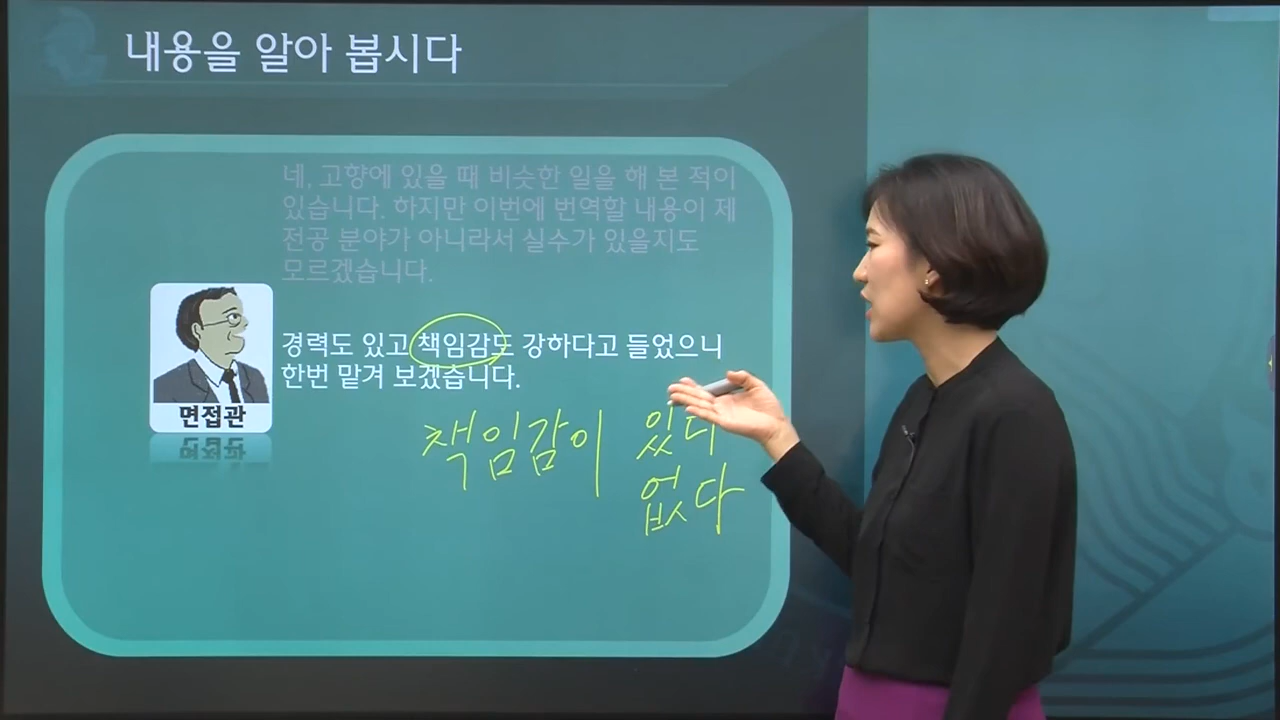 내용을 알아 봅시다
네, 고향에 있을 때 비슷한 일을 해 본 적이
있습니다. 하지만 이번에 번역할 내용이 제
전공 분야가 아니라서 실수가 있을지도
모르겠습니다.
경력도 있고 책임감도 강하다고 들었으니
한번 맡겨 보겠습니다.
면접관
책임감이 있다
없다